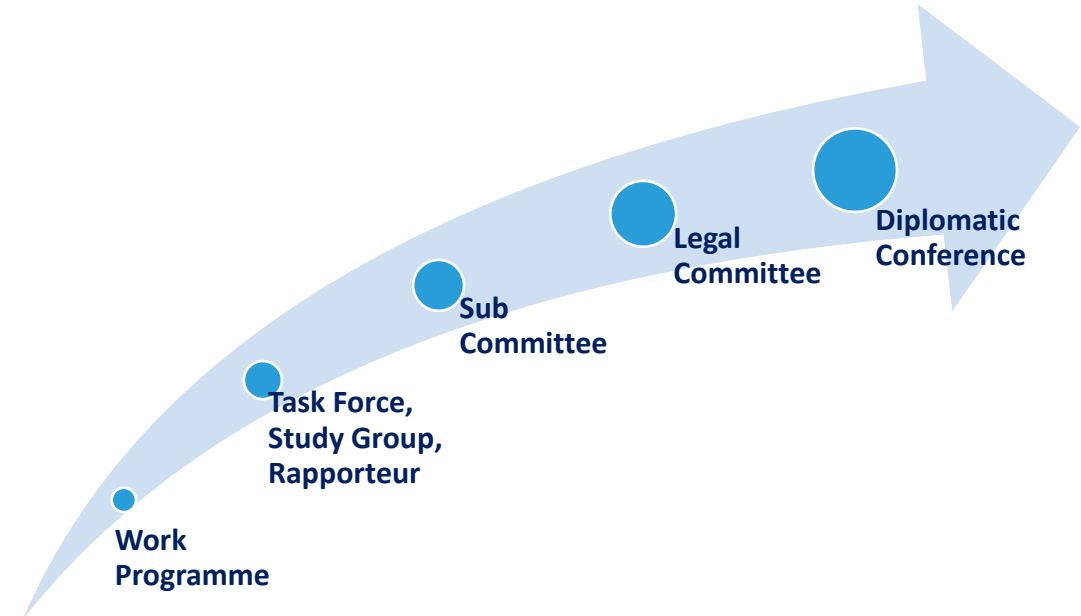 Work
Programme
Task Force,
Study Group,
Rapporteur
Sub
Committee
Legal
Committee
Diplomatic
Conference